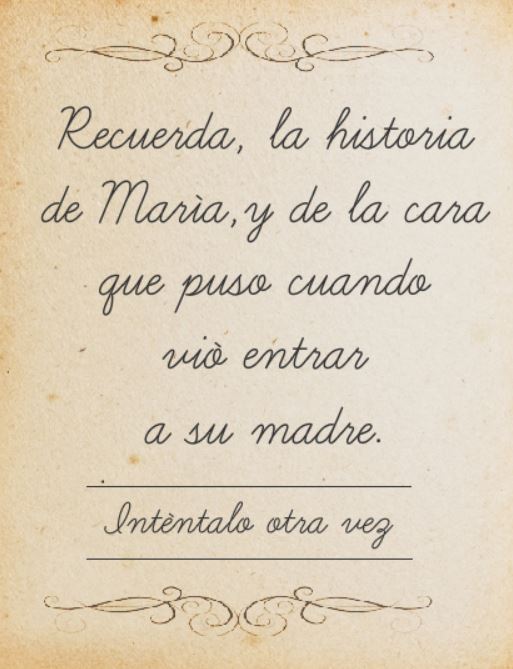 Recuerda, la historia
de Marìa, y de la cara
que puso cuando
viò entrar
a su madre.
Intèntalo otra vez